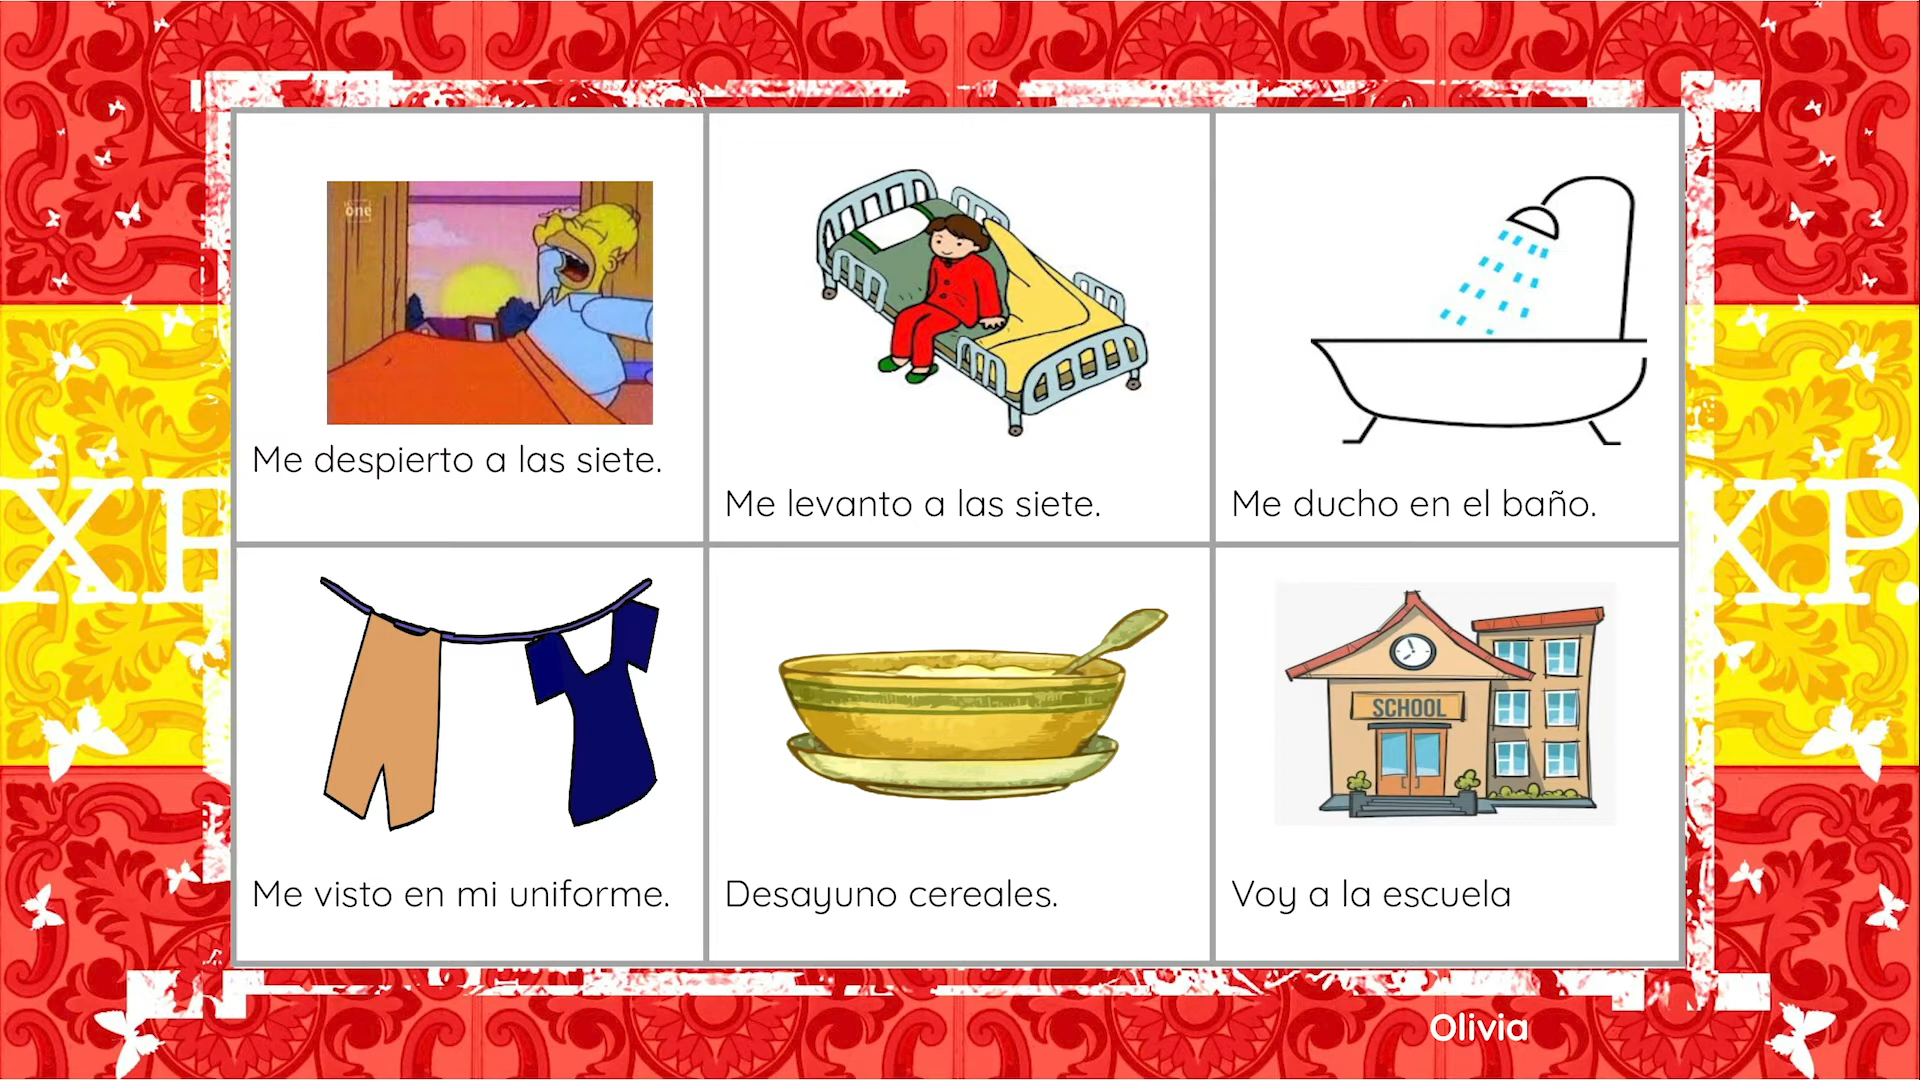 one
Me despierto a las siete.
Me levanto a las siete.
Me ducho en el baño.
XP.
Me visto en mi uniforme.
Desayuno cereales.
SCHOOL
Voy a la escuela
Olivia